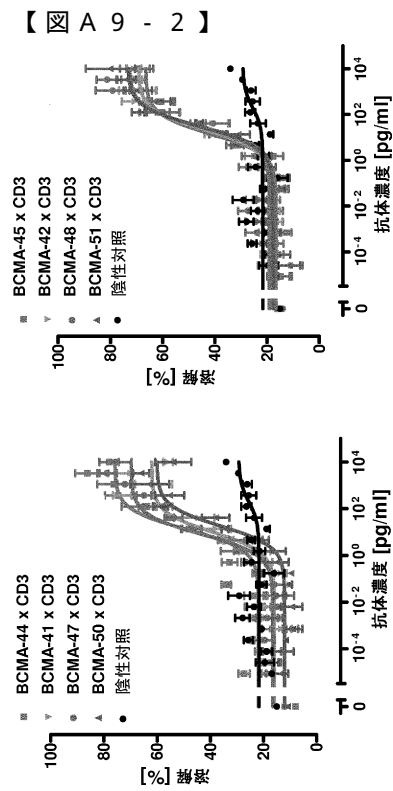 【図A9-2】
BCMA-44 x CD3
BCMA-41 x CD3
BCMA-47 x CD3
BCMA-50 x CD3
陰性対照
溶解 [%]
100
80
60
40
20
0
0
10⁻⁴
10⁻²
10⁰
10²
10⁴
抗体濃度 [pg/ml]
BCMA-45 x CD3
BCMA-42 x CD3
BCMA-48 x CD3
BCMA-51 x CD3
陰性対照
溶解 [%]
100
80
60
40
20
0
0
10⁻⁴
10⁻²
10⁰
10²
10⁴
抗体濃度 [pg/ml]